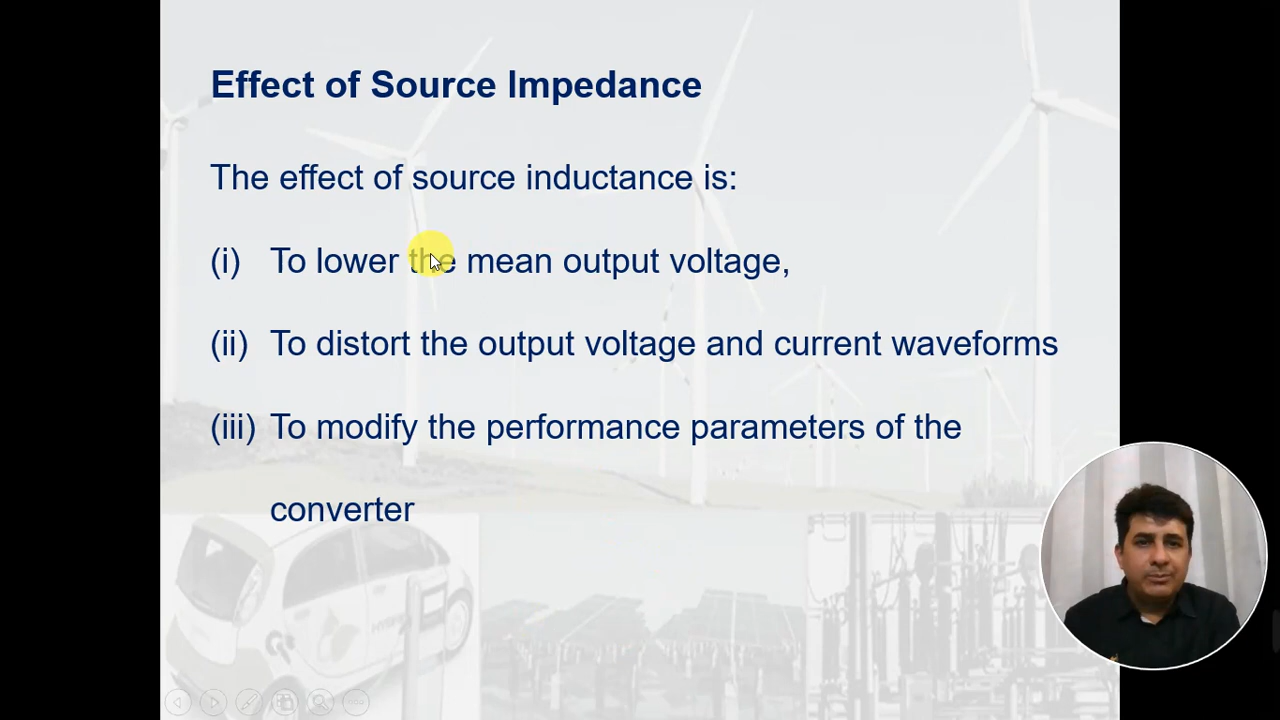 Effect of Source Impedance
The effect of source inductance is:
(i) To lower the mean output voltage,
(ii) To distort the output voltage and current waveforms
(iii) To modify the performance parameters of the
converter